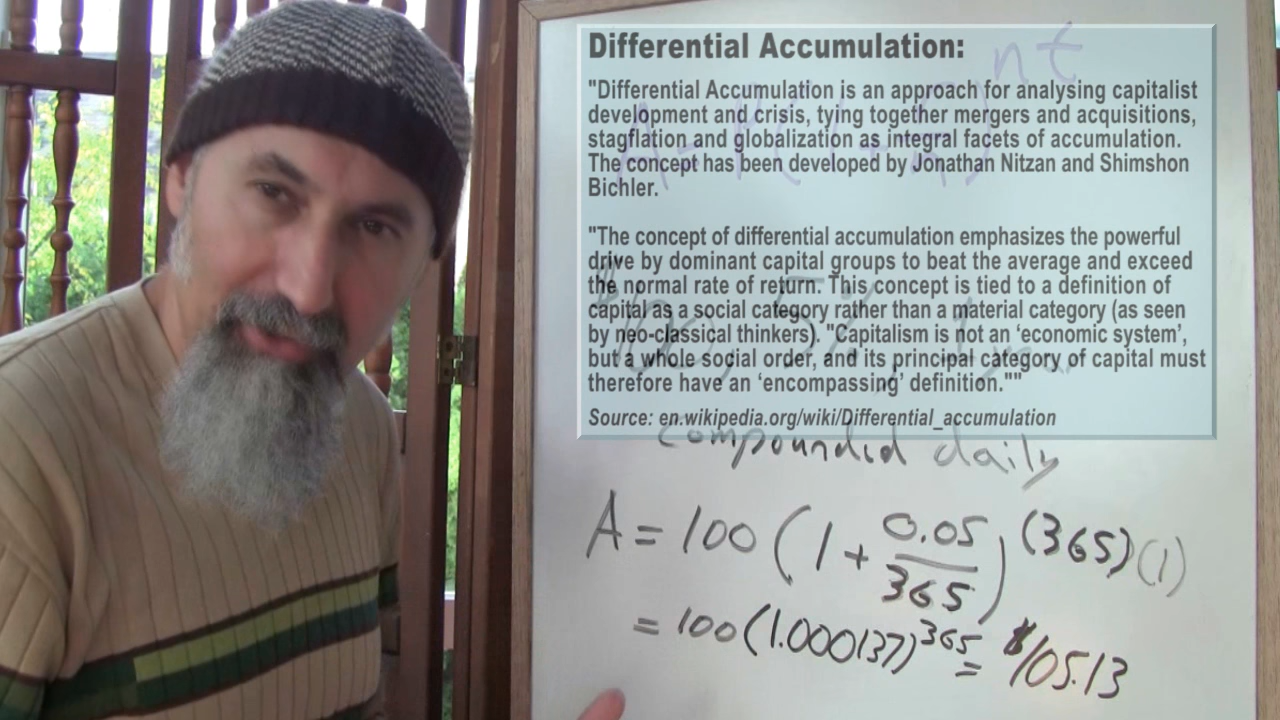 Differential Accumulation:
"Differential Accumulation is an approach for analysing capitalist
development and crisis, tying together mergers and acquisitions,
stagflation and globalization as integral facets of accumulation.
The concept has been developed by Jonathan Nitzan and Shimshon
Bichler.
"The concept of differential accumulation emphasizes the powerful
drive by dominant capital groups to beat the average and exceed
the normal rate of return. This concept is tied to a definition of
capital as a social category rather than a material category (as seen
by neo-classical thinkers). "Capitalism is not an ‘economic system’,
but a whole social order, and its principal category of capital must
therefore have an ‘encompassing’ definition.""
Source: en.wikipedia.org/wiki/Differential_accumulation
compounded daily
A = 100 (1 + 0.05/365)^(365)(1)
= 100 (1.000137)^365 = $105.13